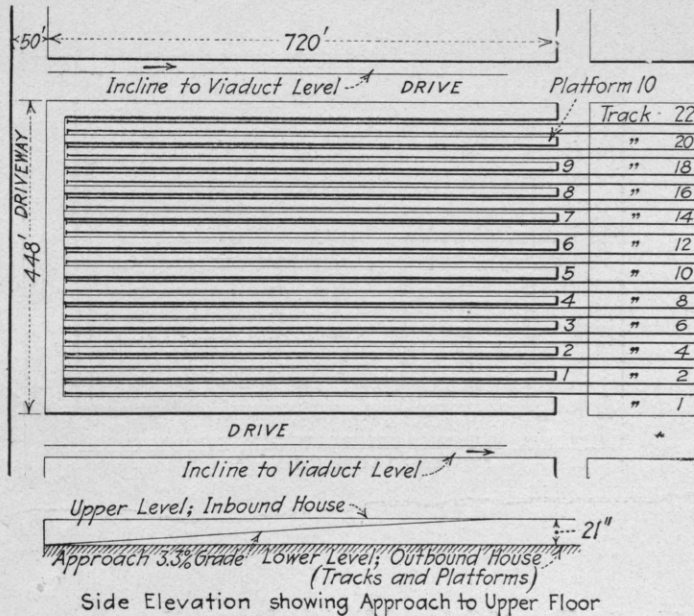 50'
720'
Incline to Viaduct Level
DRIVE
Platform 10
Track 22
" 20
9 " 18
8 " 16
7 " 14
6 " 12
5 " 10
4 " 8
3 " 6
2 " 4
1 " 2
" 1
448' DRIVEWAY
DRIVE
Incline to Viaduct Level
Upper Level; Inbound House
21"
Approach 3.3% Grade Lower Level; Outbound House
(Tracks and Platforms)
Side Elevation showing Approach to Upper Floor